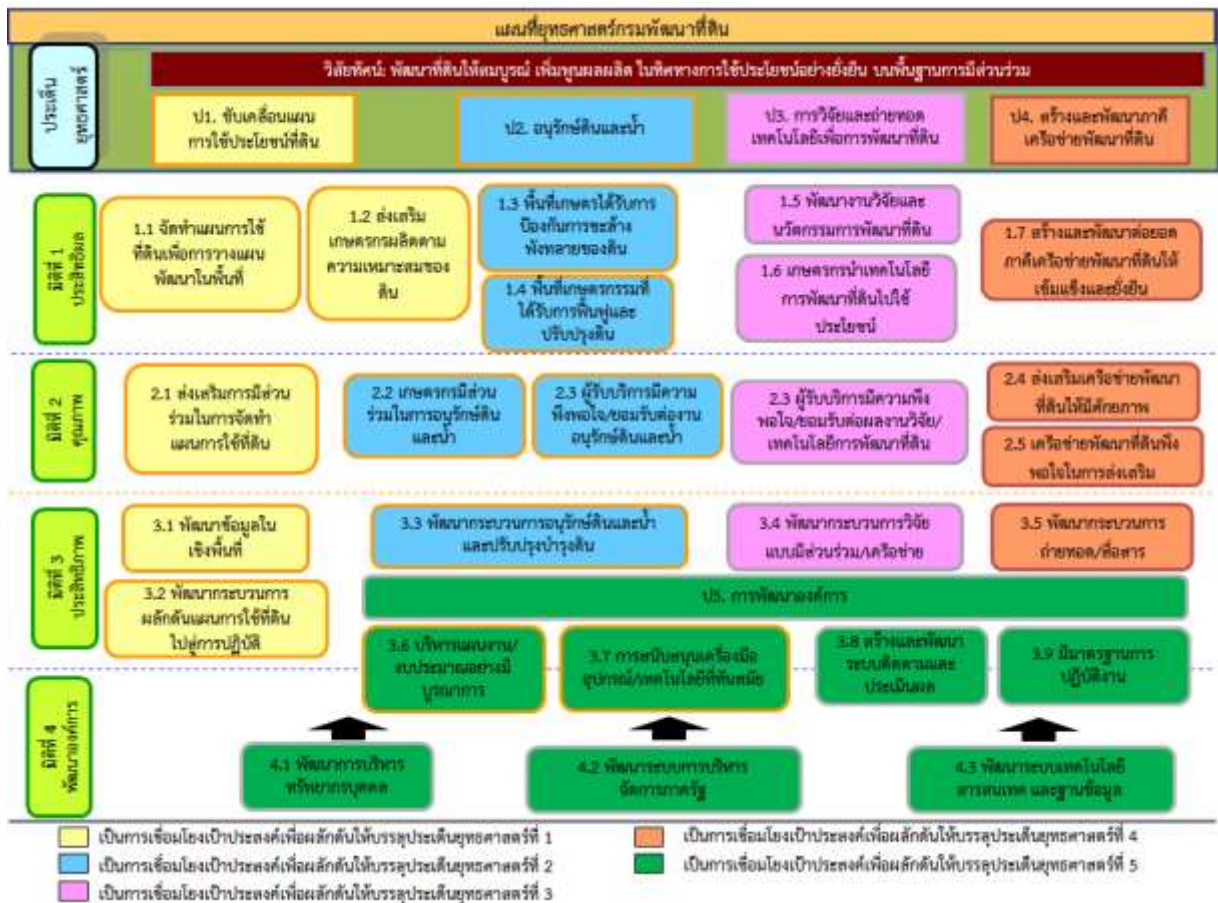 แผนที่ยุทธศาสตร์กรมพัฒนาที่ดิน
ประเด็น
ยุทธศาสตร์
วิสัยทัศน์: พัฒนาที่ดินให้สมบูรณ์ เพิ่มพูนผลผลิต ในทิศทางการใช้ประโยชน์อย่างยั่งยืน บนพื้นฐานการมีส่วนร่วม
ป1. ขับเคลื่อนแผน
การใช้ประโยชน์ที่ดิน
ป2. อนุรักษ์ดินและน้ำ
ป3. การวิจัยและถ่ายทอด
เทคโนโลยีเพื่อการพัฒนาที่ดิน
ป4. สร้างและพัฒนาภาคี
เครือข่ายพัฒนาที่ดิน
มิติที่ 1
ประสิทธิผล
1.1 จัดทำแผนการใช้
ที่ดินเพื่อการวางแผน
พัฒนาในพื้นที่
1.2 ส่งเสริม
เกษตรกรผลิตตาม
ความเหมาะสมของ
ดิน
1.3 พื้นที่เกษตรได้รับการ
ป้องกันการชะล้าง
พังทลายของดิน
1.4 พื้นที่เกษตรกรรมที่
ได้รับการฟื้นฟูและ
ปรับปรุงดิน
1.5 พัฒนางานวิจัยและ
นวัตกรรมการพัฒนาที่ดิน
1.6 เกษตรกรนำเทคโนโลยี
การพัฒนาที่ดินไปใช้
ประโยชน์
1.7 สร้างและพัฒนาต่อยอด
ภาคีเครือข่ายพัฒนาที่ดินให้
เข้มแข็งและยั่งยืน
มิติที่ 2
คุณภาพ
2.1 ส่งเสริมการมีส่วน
ร่วมในการจัดทำ
แผนการใช้ที่ดิน
2.2 เกษตรกรมีส่วน
ร่วมในการอนุรักษ์ดิน
และน้ำ
2.3 ผู้รับบริการมีความ
พึงพอใจ/ยอมรับต่องาน
อนุรักษ์ดินและน้ำ
2.3 ผู้รับบริการมีความพึง
พอใจ/ยอมรับต่อผลงานวิจัย/
เทคโนโลยีการพัฒนาที่ดิน
2.4 ส่งเสริมเครือข่ายพัฒนา
ที่ดินให้มีศักยภาพ
2.5 เครือข่ายพัฒนาที่ดินพึง
พอใจในการส่งเสริม
มิติที่ 3
ประสิทธิภาพ
3.1 พัฒนาข้อมูลใน
เชิงพื้นที่
3.2 พัฒนากระบวนการ
ผลักดันแผนการใช้ที่ดิน
ไปสู่การปฏิบัติ
3.3 พัฒนากระบวนการอนุรักษ์ดินและน้ำ
และปรับปรุงบำรุงดิน
3.4 พัฒนากระบวนการวิจัย
แบบมีส่วนร่วม/เครือข่าย
3.5 พัฒนากระบวนการ
ถ่ายทอด/สื่อสาร
ป5. การพัฒนาองค์การ
3.6 บริหารแผนงาน/
งบประมาณอย่างมี
บูรณาการ
3.7 การสนับสนุนเครื่องมือ
อุปกรณ์/เทคโนโลยีที่ทันสมัย
3.8 สร้างและพัฒนา
ระบบติดตามและ
ประเมินผล
3.9 มีมาตรฐานการ
ปฏิบัติงาน
มิติที่ 4
พัฒนาองค์การ
4.1 พัฒนาการบริหาร
ทรัพยากรบุคคล
4.2 พัฒนาระบบการบริหาร
จัดการภาครัฐ
4.3 พัฒนาระบบเทคโนโลยี
สารสนเทศ และฐานข้อมูล
เป็นการเชื่อมโยงเป้าประสงค์เพื่อผลักดันให้บรรลุประเด็นยุทธศาสตร์ที่ 1
เป็นการเชื่อมโยงเป้าประสงค์เพื่อผลักดันให้บรรลุประเด็นยุทธศาสตร์ที่ 2
เป็นการเชื่อมโยงเป้าประสงค์เพื่อผลักดันให้บรรลุประเด็นยุทธศาสตร์ที่ 3
เป็นการเชื่อมโยงเป้าประสงค์เพื่อผลักดันให้บรรลุประเด็นยุทธศาสตร์ที่ 4
เป็นการเชื่อมโยงเป้าประสงค์เพื่อผลักดันให้บรรลุประเด็นยุทธศาสตร์ที่ 5